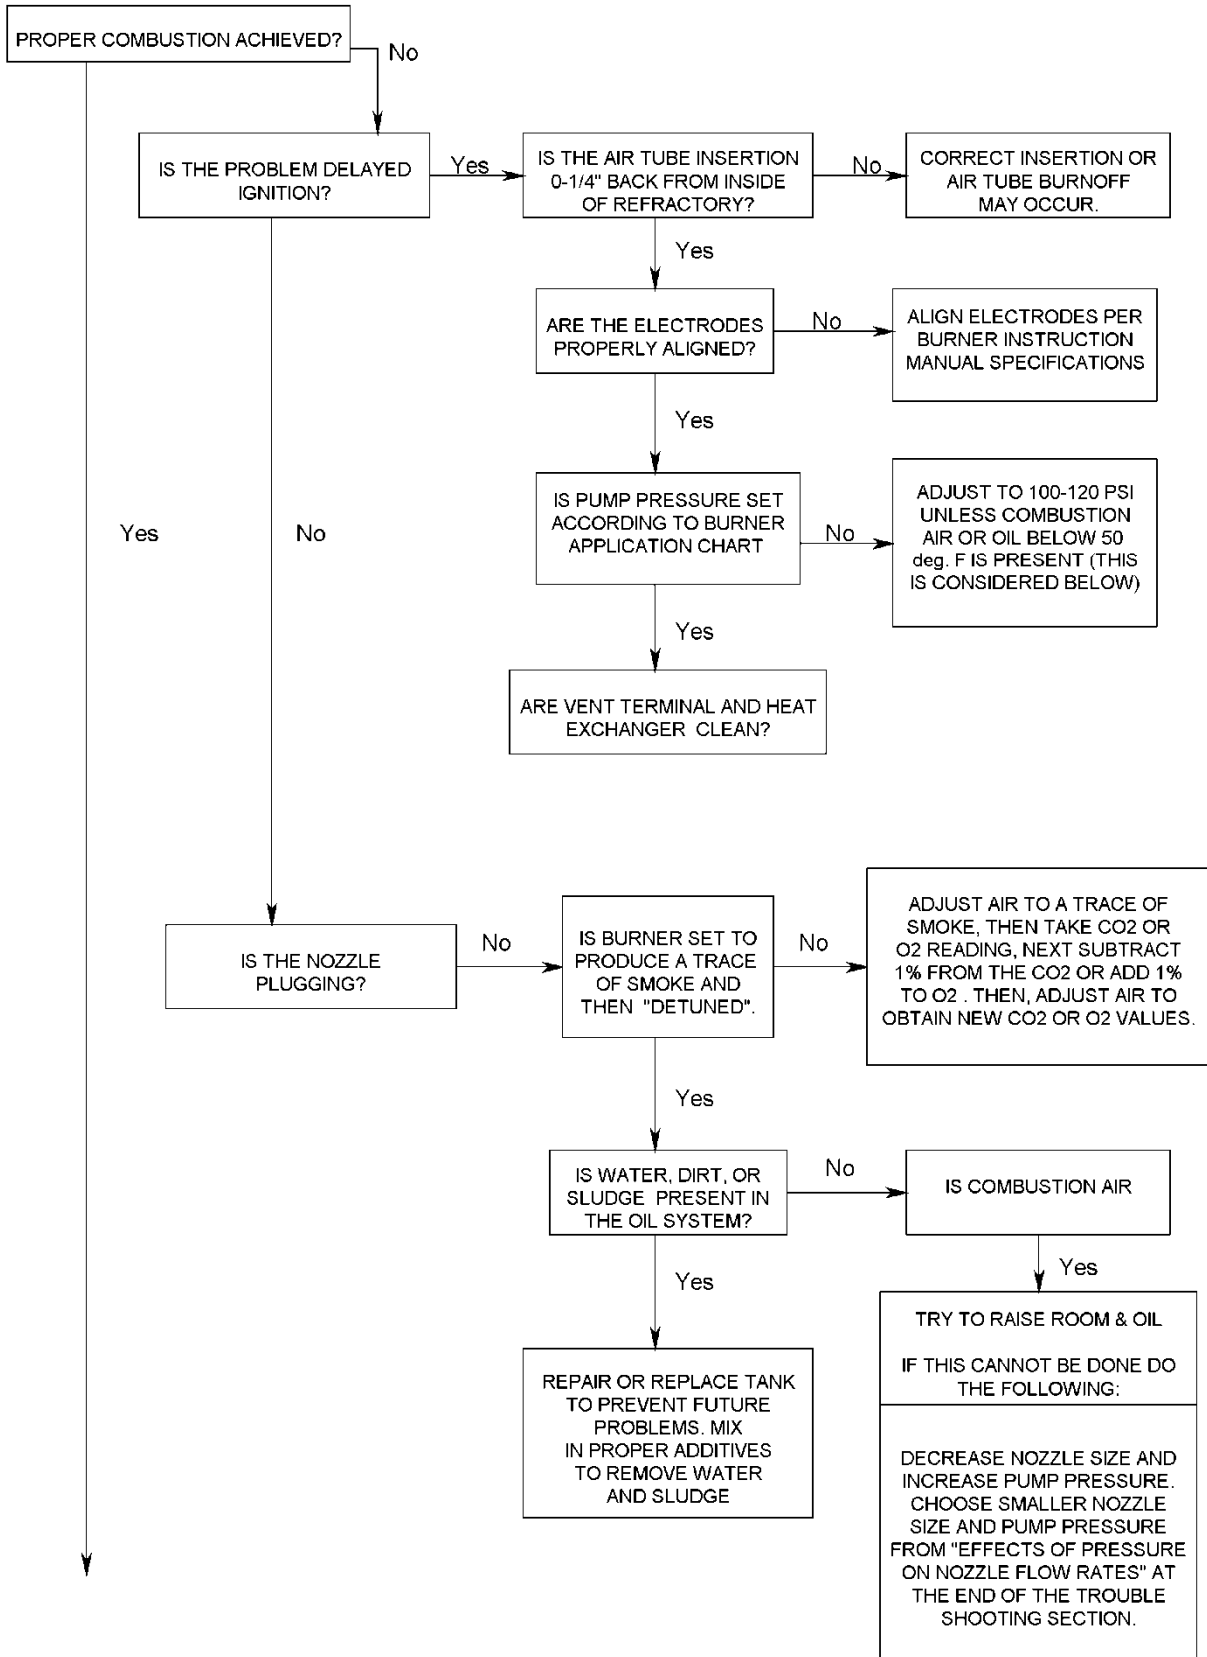 PROPER COMBUSTION ACHIEVED?
No
IS THE PROBLEM DELAYED
IGNITION?
Yes
IS THE AIR TUBE INSERTION
0-1/4" BACK FROM INSIDE
OF REFRACTORY?
No
CORRECT INSERTION OR
AIR TUBE BURNOFF
MAY OCCUR.
Yes
ARE THE ELECTRODES
PROPERLY ALIGNED?
No
ALIGN ELECTRODES PER
BURNER INSTRUCTION
MANUAL SPECIFICATIONS
Yes
IS PUMP PRESSURE SET
ACCORDING TO BURNER
APPLICATION CHART
No
ADJUST TO 100-120 PSI
UNLESS COMBUSTION
AIR OR OIL BELOW 50
deg. F IS PRESENT (THIS
IS CONSIDERED BELOW)
Yes
No
Yes
ARE VENT TERMINAL AND HEAT
EXCHANGER CLEAN?
IS THE NOZZLE
PLUGGING?
No
IS BURNER SET TO
PRODUCE A TRACE
OF SMOKE AND
THEN "DETUNED".
No
ADJUST AIR TO A TRACE OF
SMOKE, THEN TAKE CO2 OR
O2 READING, NEXT SUBTRACT
1% FROM THE CO2 OR ADD 1%
TO O2 . THEN, ADJUST AIR TO
OBTAIN NEW CO2 OR O2 VALUES.
Yes
IS WATER, DIRT, OR
SLUDGE PRESENT IN
THE OIL SYSTEM?
No
IS COMBUSTION AIR
Yes
Yes
REPAIR OR REPLACE TANK
TO PREVENT FUTURE
PROBLEMS. MIX
IN PROPER ADDITIVES
TO REMOVE WATER
AND SLUDGE
TRY TO RAISE ROOM & OIL
IF THIS CANNOT BE DONE DO
THE FOLLOWING:
DECREASE NOZZLE SIZE AND
INCREASE PUMP PRESSURE.
CHOOSE SMALLER NOZZLE
SIZE AND PUMP PRESSURE
FROM "EFFECTS OF PRESSURE
ON NOZZLE FLOW RATES" AT
THE END OF THE TROUBLE
SHOOTING SECTION.